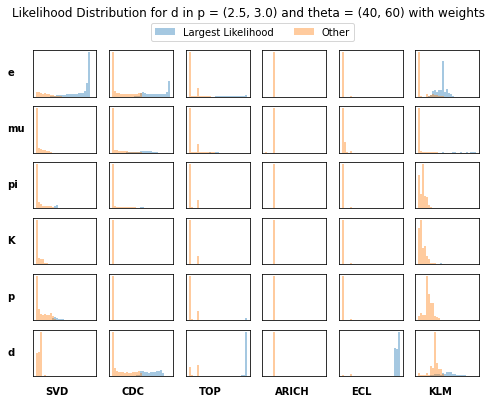 Likelihood Distribution for d in p = (2.5, 3.0) and theta = (40, 60) with weights
Largest Likelihood Other
e
mu
pi
K
p
d
SVD CDC TOP ARICH ECL KLM